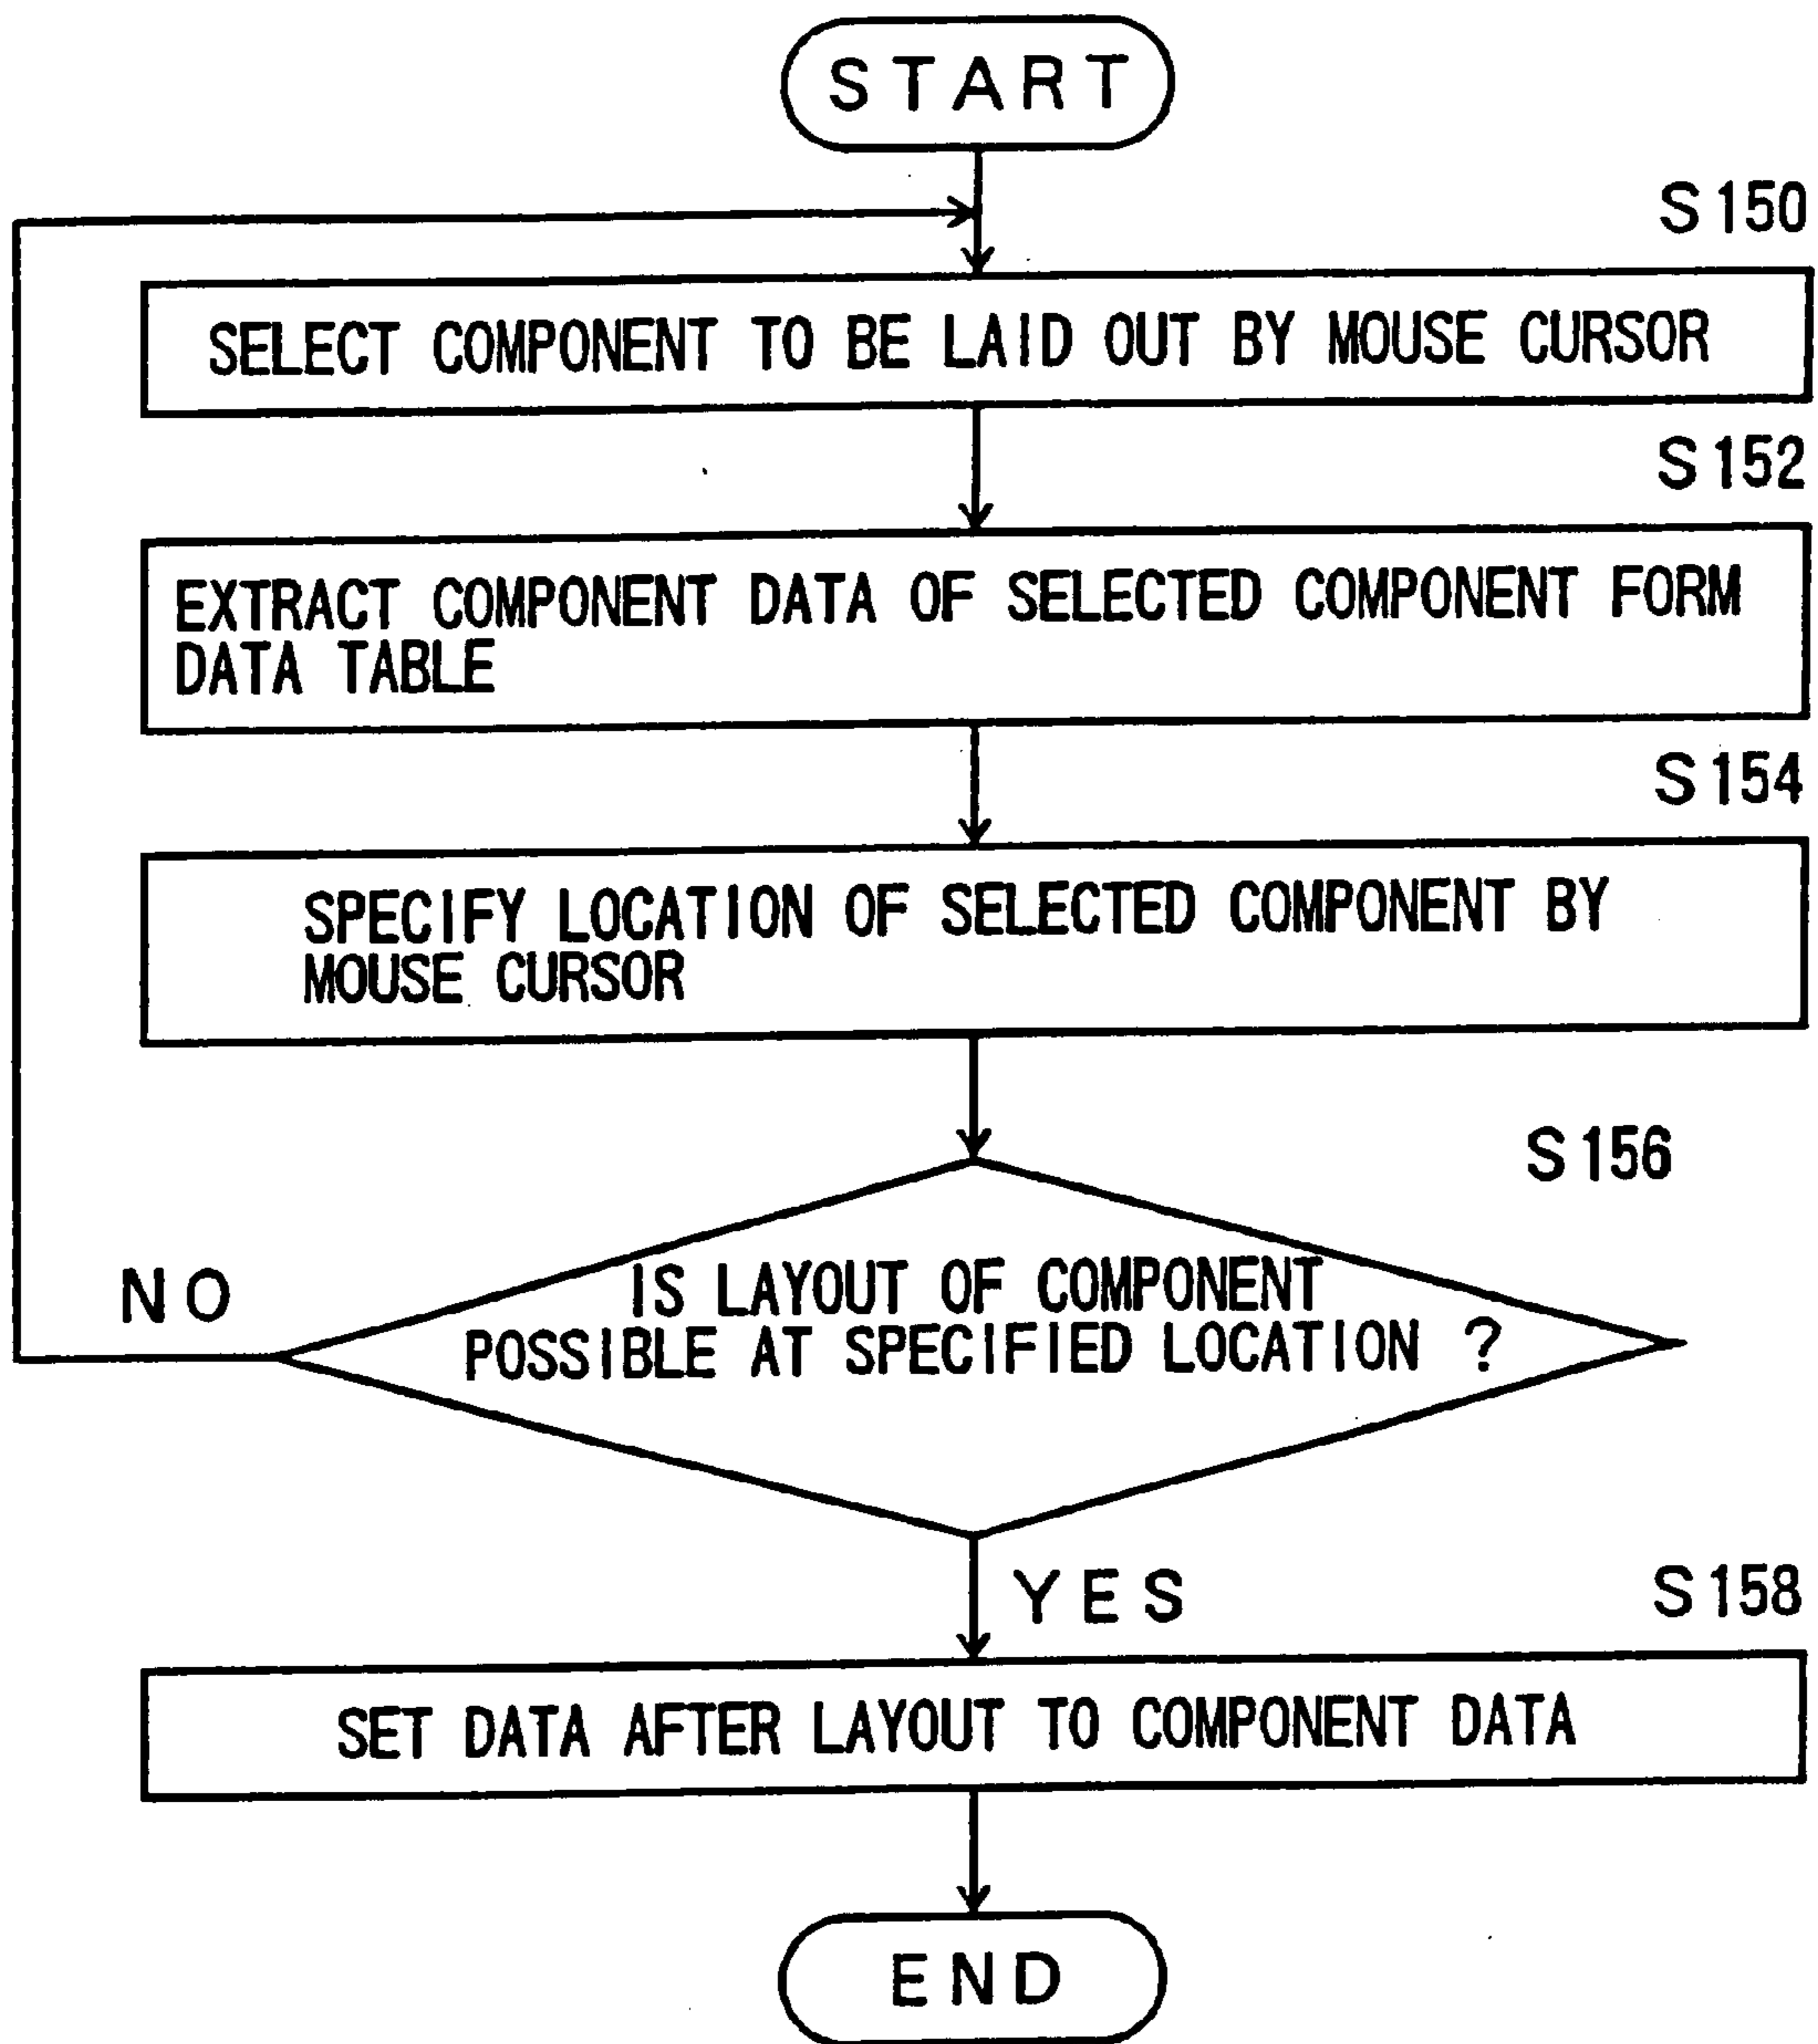 START
S150
SELECT COMPONENT TO BE LAID OUT BY MOUSE CURSOR
S152
EXTRACT COMPONENT DATA OF SELECTED COMPONENT FORM
DATA TABLE
S154
SPECIFY LOCATION OF SELECTED COMPONENT BY
MOUSE CURSOR
S156
IS LAYOUT OF COMPONENT
POSSIBLE AT SPECIFIED LOCATION ?
NO
YES
S158
SET DATA AFTER LAYOUT TO COMPONENT DATA
END